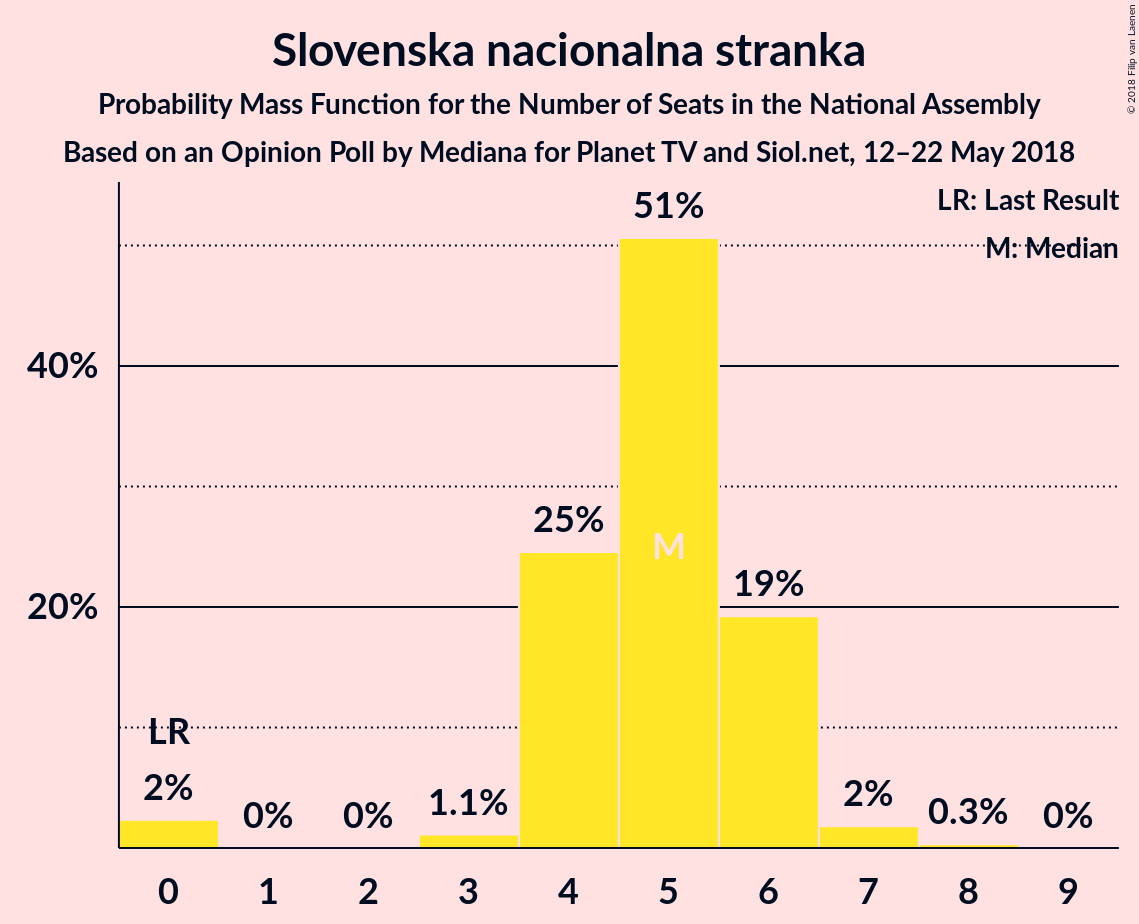 Slovenska nacionalna stranka
Probability Mass Function for the Number of Seats in the National Assembly
Based on an Opinion Poll by Mediana for Planet TV and Siol.net, 12–22 May 2018
© 2018 Filip van Laenen
LR: Last Result
M: Median
51%
40%
25%
M
19%
20%
LR
2%
0%
0%
1.1%
2%
0.3%
0%
0 1 2 3 4 5 6 7 8 9